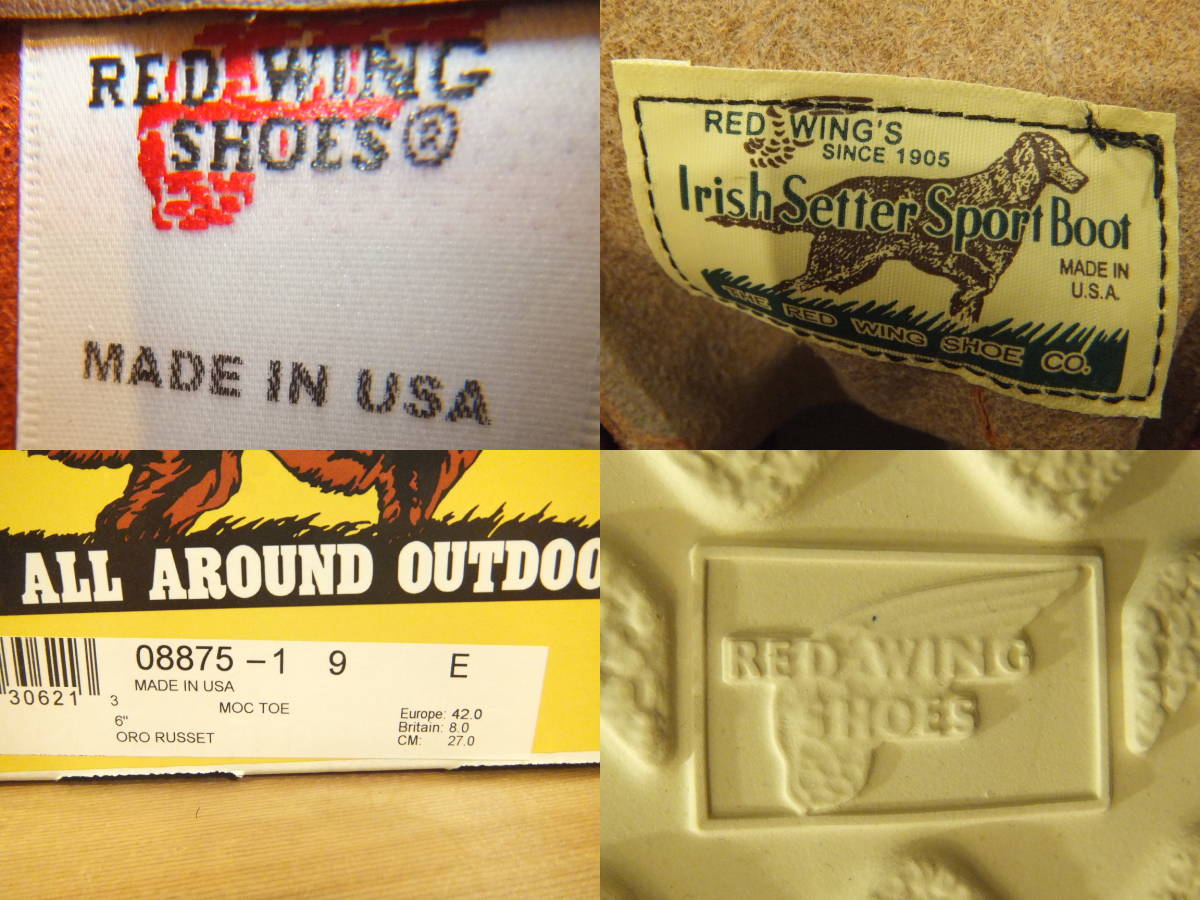 RED WING
SHOES®
MADE IN USA
RED WING'S
SINCE 1905
Irish Setter Sport Boot
MADE IN
U.S.A.
THE RED WING SHOE CO.
ALL AROUND OUTDOO
08875-1 9 E
MADE IN USA
30621 3
MOC TOE
6"
ORO RUSSET
Europe: 42.0
Britain: 8.0
CM: 27.0
RED WING
SHOES